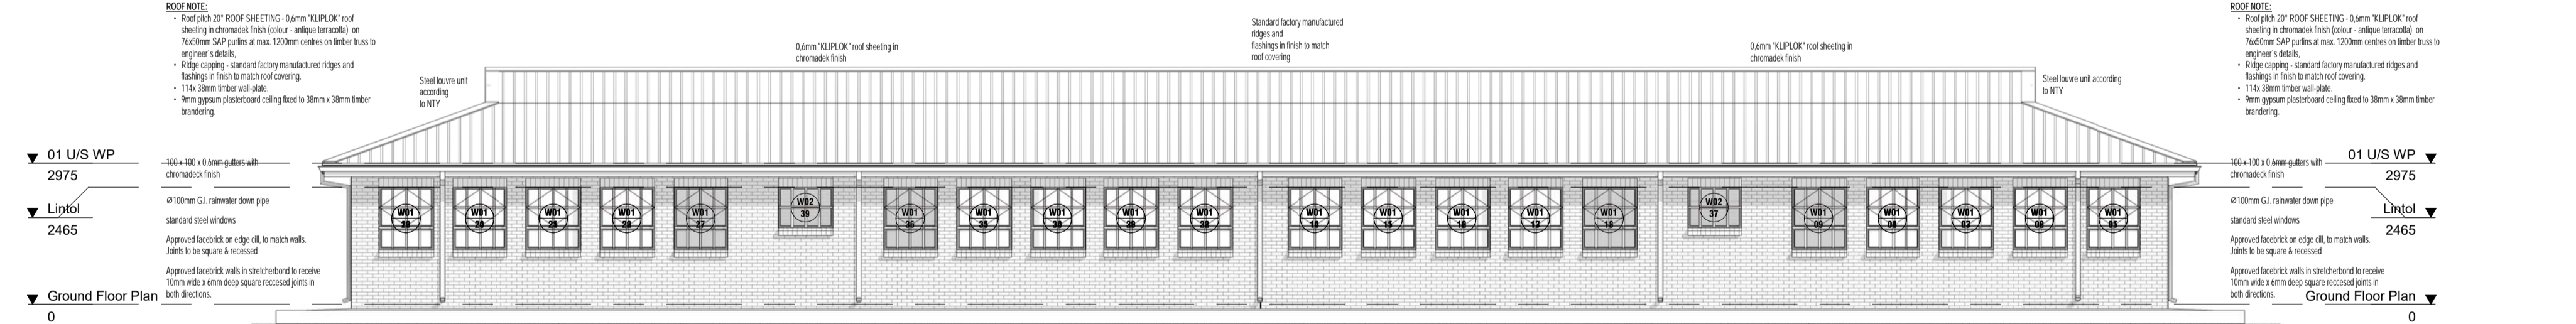 ROOF NOTE:
• Roof pitch 20° ROOF SHEETING - 0,6mm "KLIPLOK" roof
sheeting in chromadek finish (colour - antique terracotta) on
76x50mm SAP purlins at max. 1200mm centres on timber truss to
engineer's details,
• Ridge capping - standard factory manufactured ridges and
flashings in finish to match roof covering.
• 114x 38mm timber wall-plate.
• 9mm gypsum plasterboard ceiling fixed to 38mm x 38mm timber
brandering.
Steel louvre unit
according
to NTY
0,6mm "KLIPLOK" roof sheeting in
chromadek finish
Standard factory manufactured
ridges and
flashings in finish to match
roof covering
0,6mm "KLIPLOK" roof sheeting in
chromadek finish
Steel louvre unit according
to NTY
ROOF NOTE:
• Roof pitch 20° ROOF SHEETING - 0,6mm "KLIPLOK" roof
sheeting in chromadek finish (colour - antique terracotta) on
76x50mm SAP purlins at max. 1200mm centres on timber truss to
engineer's details,
• Ridge capping - standard factory manufactured ridges and
flashings in finish to match roof covering.
• 114x 38mm timber wall-plate.
• 9mm gypsum plasterboard ceiling fixed to 38mm x 38mm timber
brandering.
01 U/S WP
2975
Lintol
2465
Ground Floor Plan
0
100 x 100 x 0,6mm gutters with
chromadeck finish
Ø100mm G.I. rainwater down pipe
standard steel windows
Approved facebrick on edge cill, to match walls.
Joints to be square & recessed
Approved facebrick walls in stretcherbond to receive
10mm wide x 6mm deep square reccesed joints in
both directions.
W01
W01
W01
W01
W01
27
W02
39
W01
W01
W01
W01
W01
W01
W01
W01
W01
W01
W02
37
W01
W01
W01
W01
W01
100 x 100 x 0,6mm gutters with
chromadeck finish
Ø100mm G.I. rainwater down pipe
standard steel windows
Approved facebrick on edge cill, to match walls.
Joints to be square & recessed
Approved facebrick walls in stretcherbond to receive
10mm wide x 6mm deep square reccesed joints in
both directions.
01 U/S WP
2975
Lintol
2465
Ground Floor Plan
0